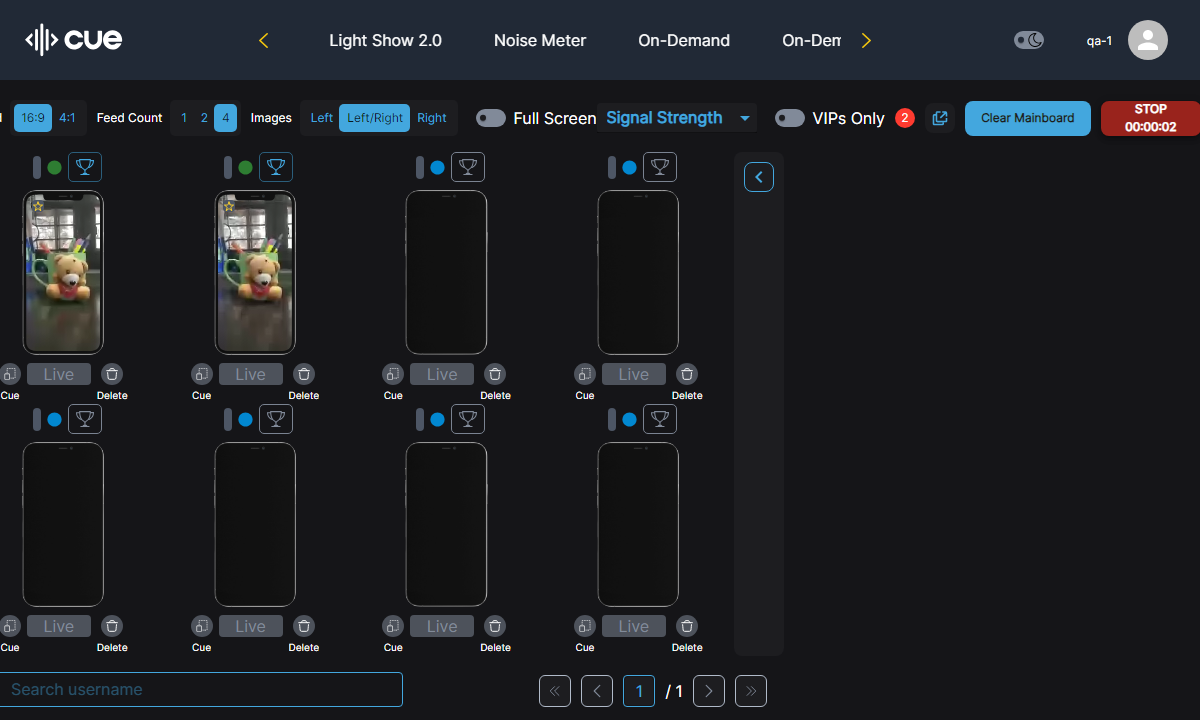 cue
Light Show 2.0
Noise Meter
On-Demand
On-Dem
qa-1
16:9
4:1
Feed Count
1
2
4
Images
Left
Left/Right
Right
Full Screen
Signal Strength
VIPs Only
2
Clear Mainboard
STOP
00:00:02
Live
Live
Live
Live
Cue
Delete
Cue
Delete
Cue
Delete
Cue
Delete
Live
Live
Live
Live
Cue
Delete
Cue
Delete
Cue
Delete
Cue
Delete
Search username
1
/ 1